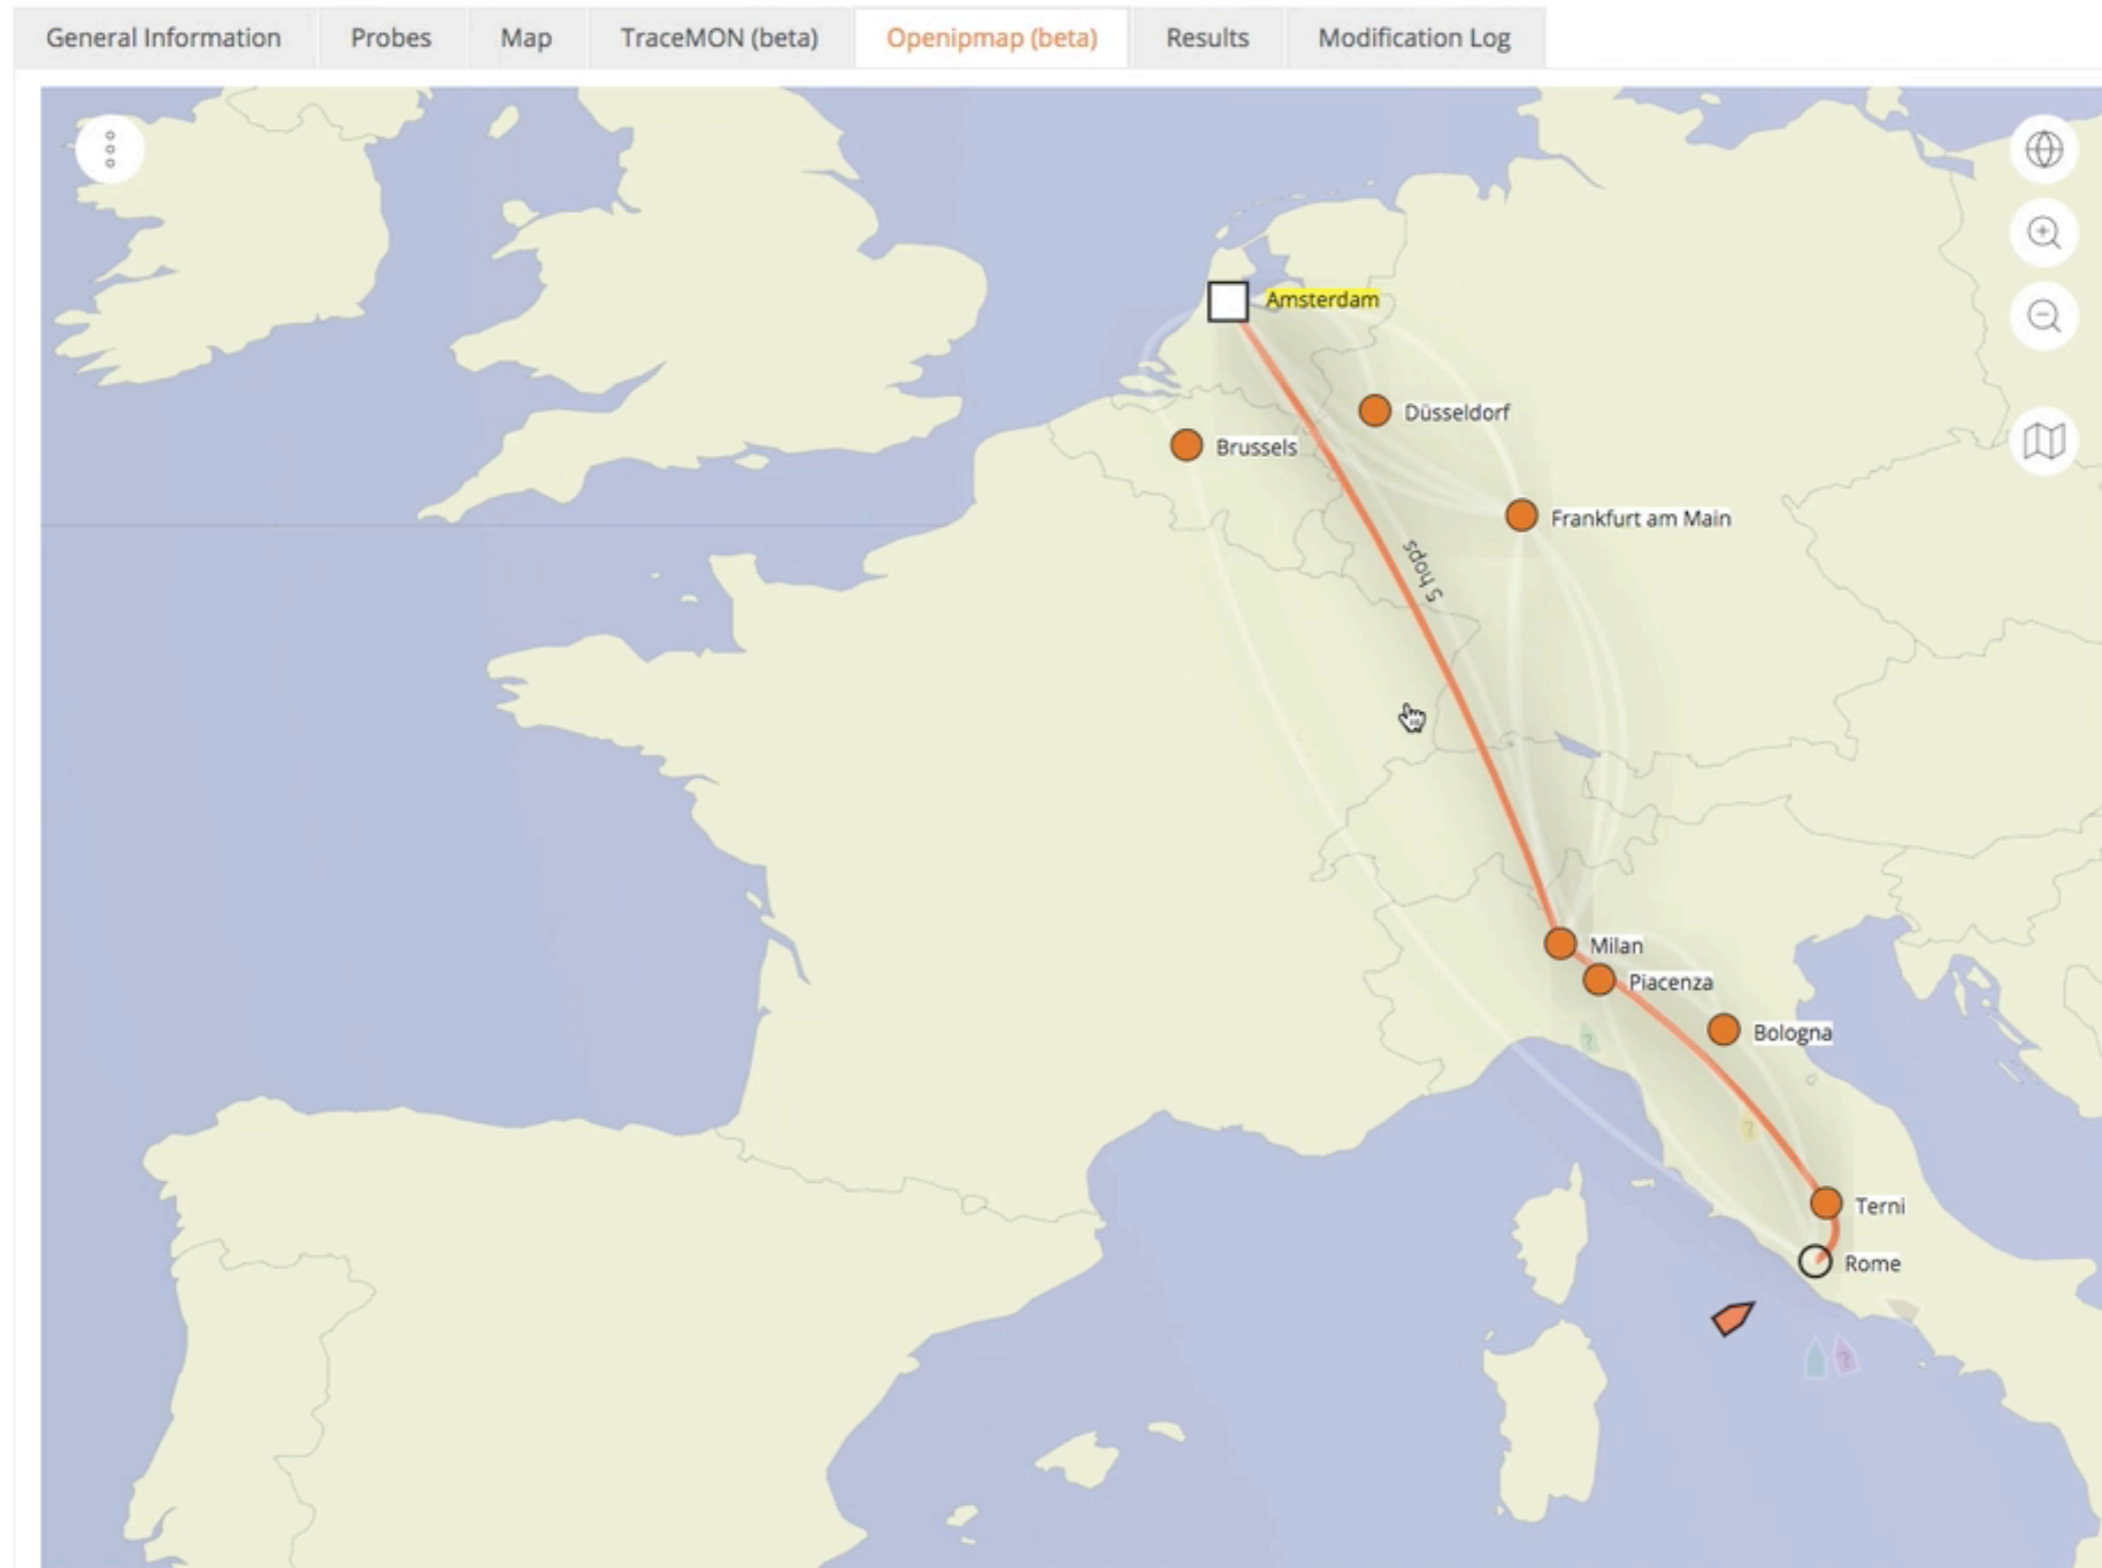 General Information
Probes
Map
TraceMON (beta)
Openipmap (beta)
Results
Modification Log
Amsterdam
Düsseldorf
Brussels
Frankfurt am Main
5 hops
Milan
Piacenza
?
Bologna
?
Terni
Rome
?